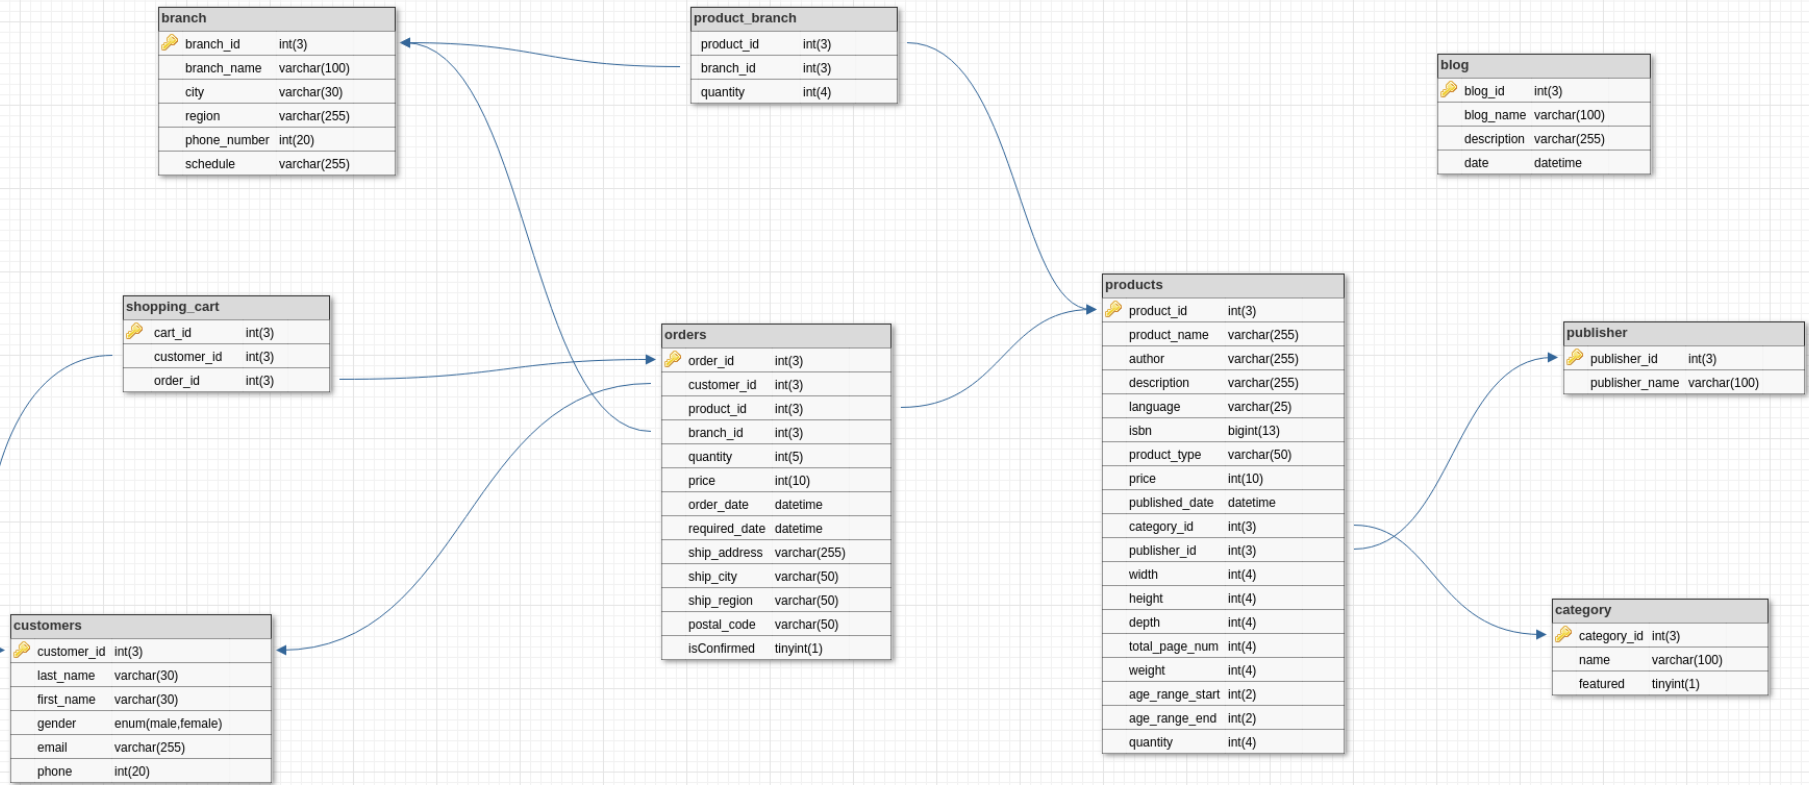 branch
branch_id int(3)
branch_name varchar(100)
city varchar(30)
region varchar(255)
phone_number int(20)
schedule varchar(255)
product_branch
product_id int(3)
branch_id int(3)
quantity int(4)
blog
blog_id int(3)
blog_name varchar(100)
description varchar(255)
date datetime
shopping_cart
cart_id int(3)
customer_id int(3)
order_id int(3)
orders
order_id int(3)
customer_id int(3)
product_id int(3)
branch_id int(3)
quantity int(5)
price int(10)
order_date datetime
required_date datetime
ship_address varchar(255)
ship_city varchar(50)
ship_region varchar(50)
postal_code varchar(50)
isConfirmed tinyint(1)
products
product_id int(3)
product_name varchar(255)
author varchar(255)
description varchar(255)
language varchar(25)
isbn bigint(13)
product_type varchar(50)
price int(10)
published_date datetime
category_id int(3)
publisher_id int(3)
width int(4)
height int(4)
depth int(4)
total_page_num int(4)
weight int(4)
age_range_start int(2)
age_range_end int(2)
quantity int(4)
publisher
publisher_id int(3)
publisher_name varchar(100)
category
category_id int(3)
name varchar(100)
featured tinyint(1)
customers
customer_id int(3)
last_name varchar(30)
first_name varchar(30)
gender enum(male,female)
email varchar(255)
phone int(20)